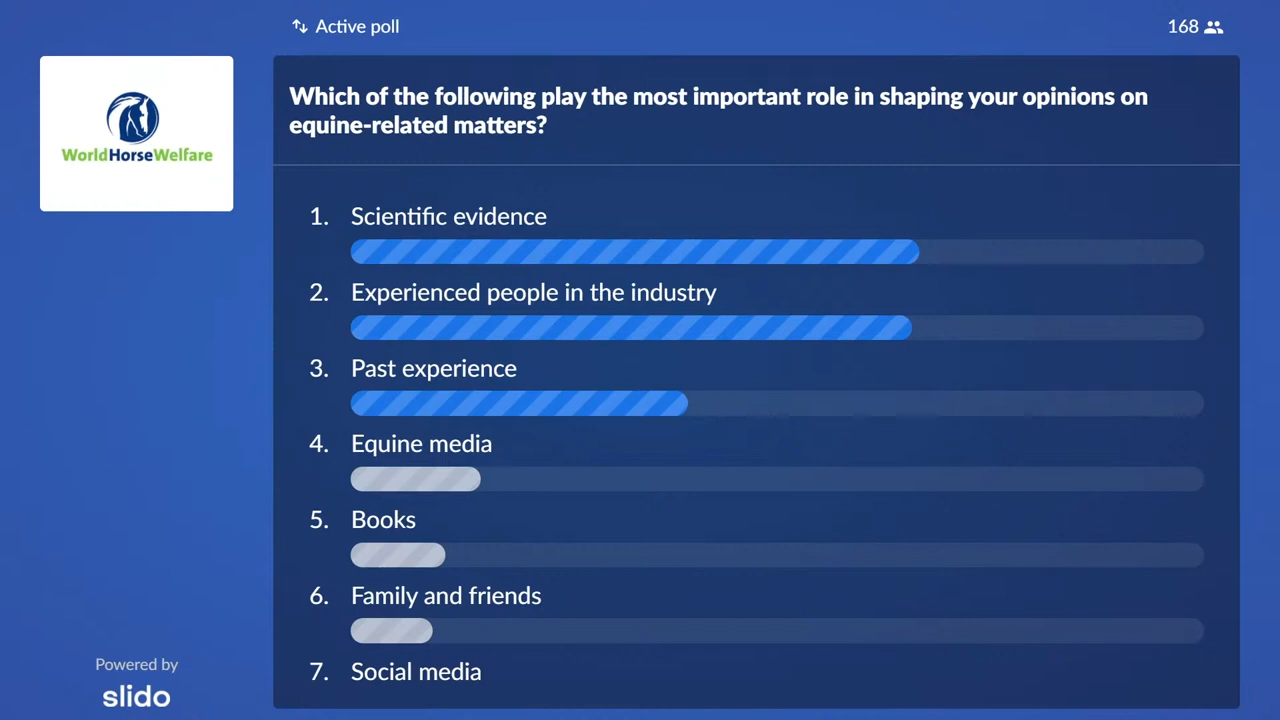 Active poll
168
WorldHorseWelfare
Which of the following play the most important role in shaping your opinions on
equine-related matters?
1. Scientific evidence
2. Experienced people in the industry
3. Past experience
4. Equine media
5. Books
6. Family and friends
7. Social media
Powered by
slido